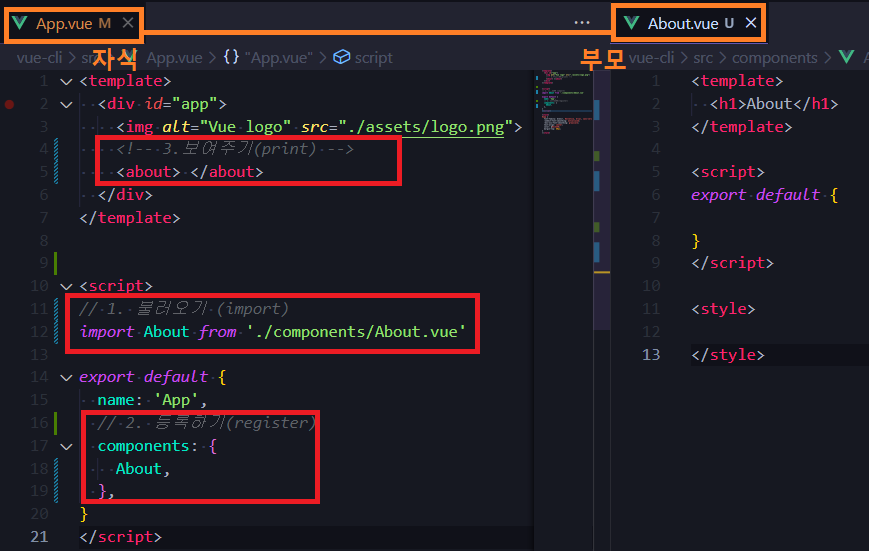 App.vue M ×
···
About.vue U ×
vue-cli > src > App.vue > {} "App.vue" > script
자식
부모
vue-cli > src > components >
1 <template>
2 <div id="app">
3 <img alt="Vue logo" src="./assets/logo.png">
4 <!-- 3.보여주기(print) -->
5 <about> </about>
6 </div>
7 </template>
8
9
10 <script>
11 // 1. 불러오기 (import)
12 import About from './components/About.vue'
13
14 export default {
15 name: 'App',
16 // 2. 등록하기(register)
17 components: {
18 About,
19 },
20 }
21 </script>
1 <template>
2 <h1>About</h1>
3 </template>
4
5 <script>
6 export default {
7
8 }
9 </script>
10
11 <style>
12
13 </style>